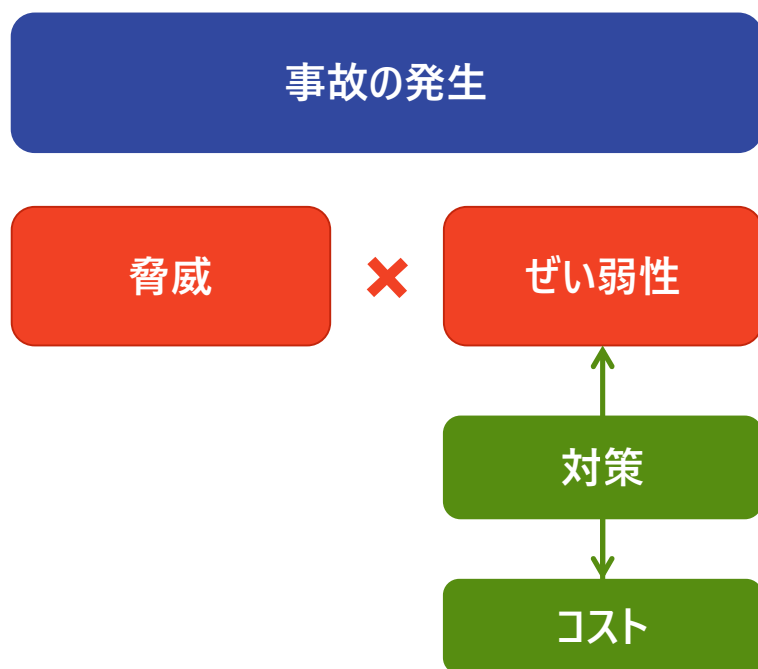 事故の発生
脅威
×
ぜい弱性
対策
コスト